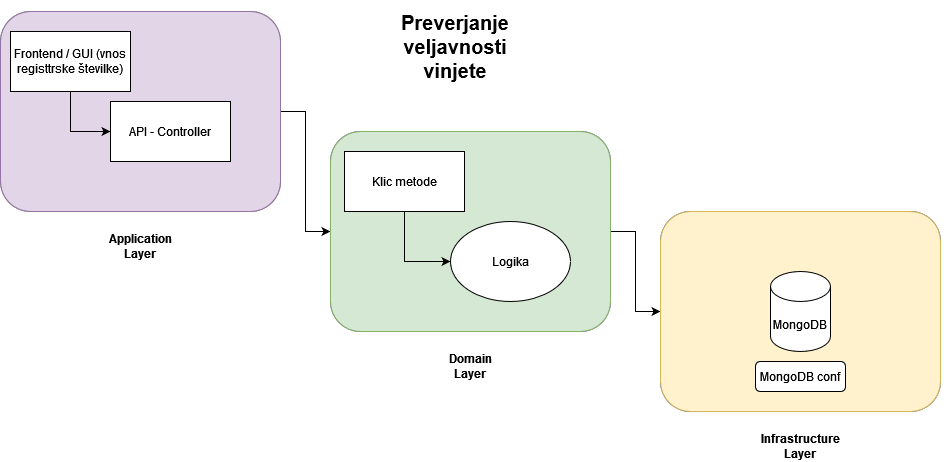 Preverjanje
veljavnosti
vinjete
Frontend / GUI (vnos
registtrske številke)
API - Controller
Application
Layer
Klic metode
Logika
Domain
Layer
MongoDB
MongoDB conf
Infrastructure
Layer